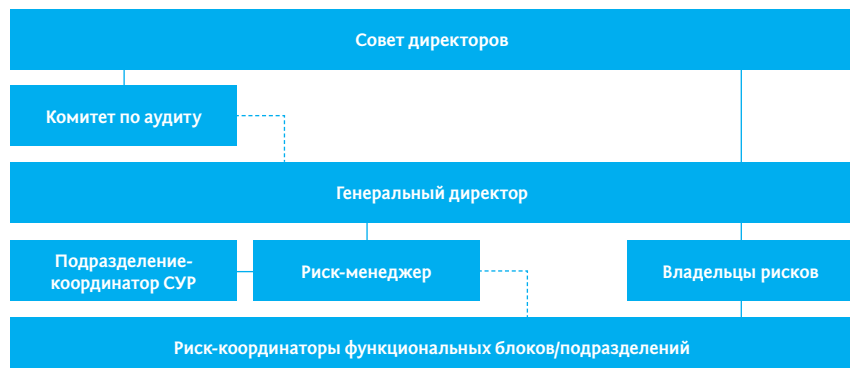 Совет директоров
Комитет по аудиту
Генеральный директор
Подразделение-
координатор СУР
Риск-менеджер
Владельцы рисков
Риск-координаторы функциональных блоков/подразделений